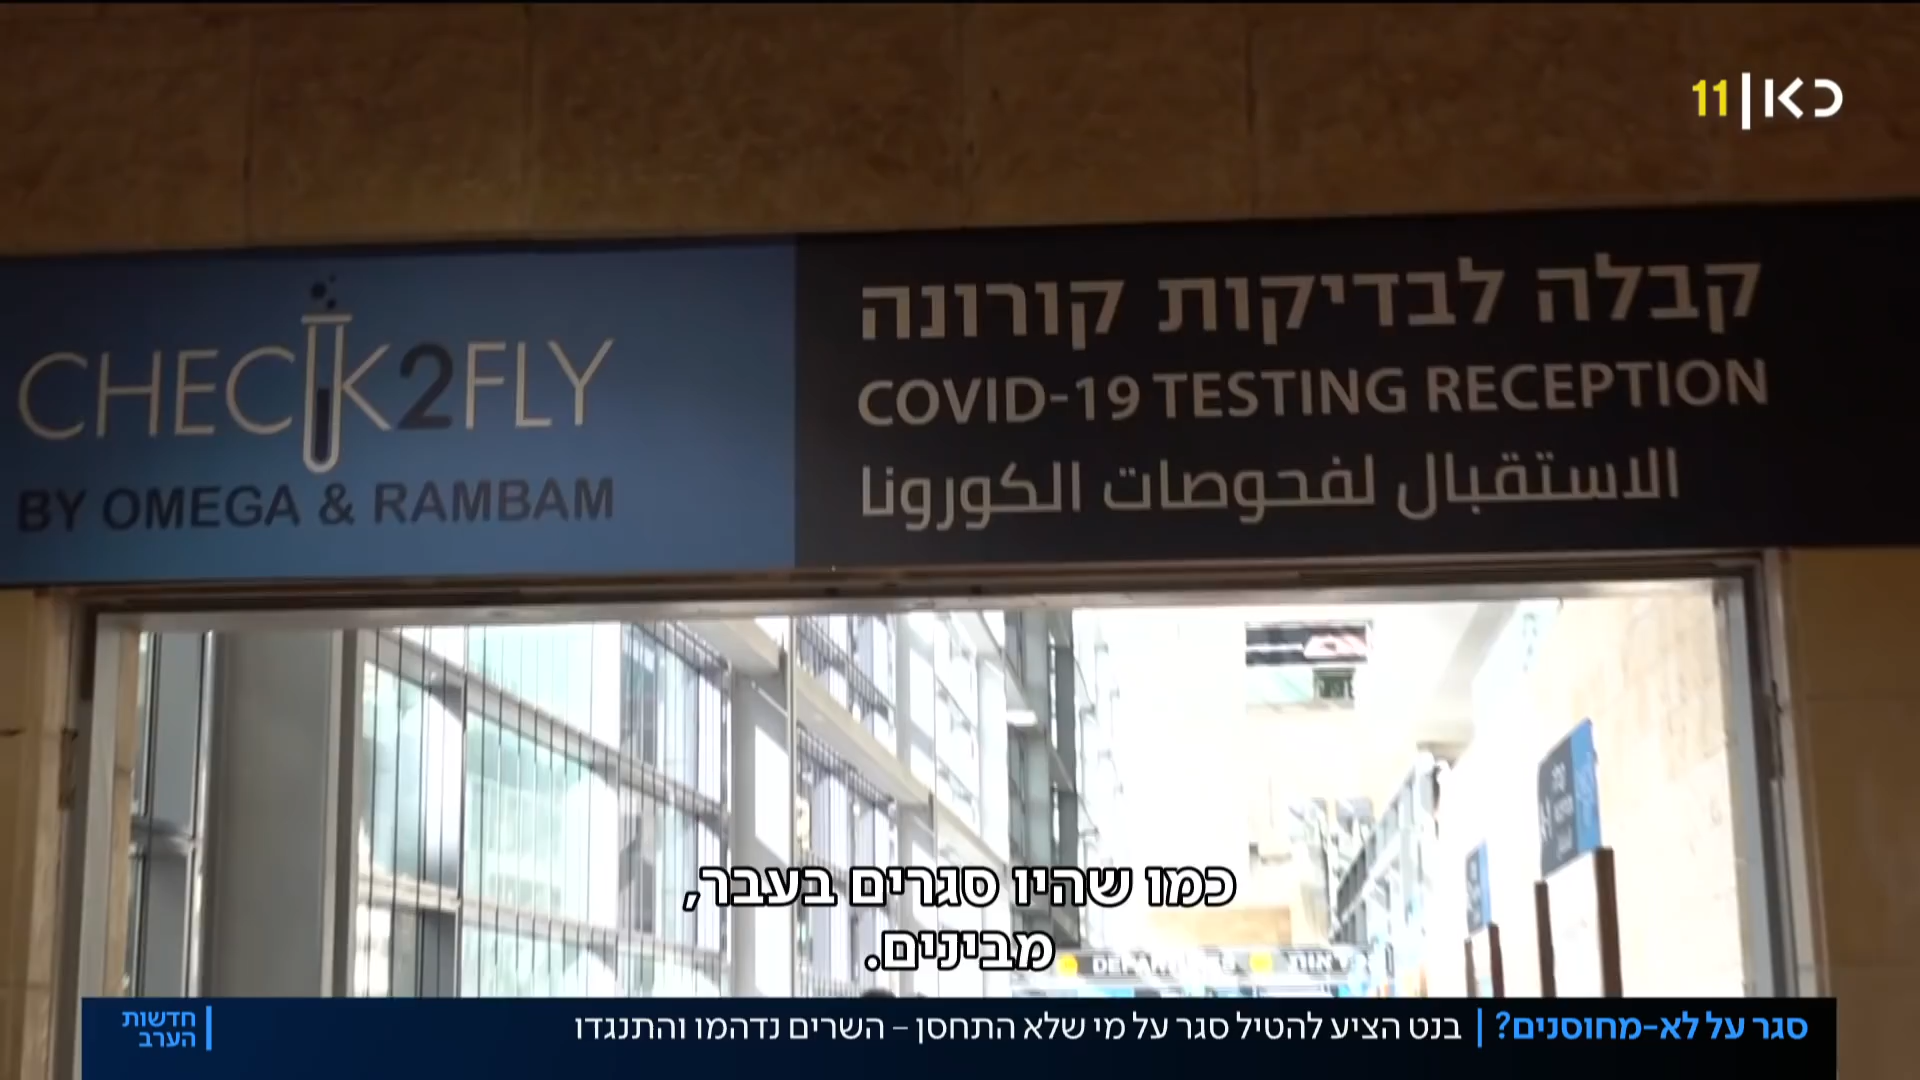 כאן|11
CHECK2FLY
BY OMEGA & RAMBAM
קבלה לבדיקות קורונה
COVID-19 TESTING RECEPTION
الاستقبال لفحوصات الكورونا
כמו שהיו סגרים בעבר,
מבינים.
סגר על לא-מחוסנים? | בנט הציע להטיל סגר על מי שלא התחסן - השרים נדהמו והתנגדו
חדשות
הערב